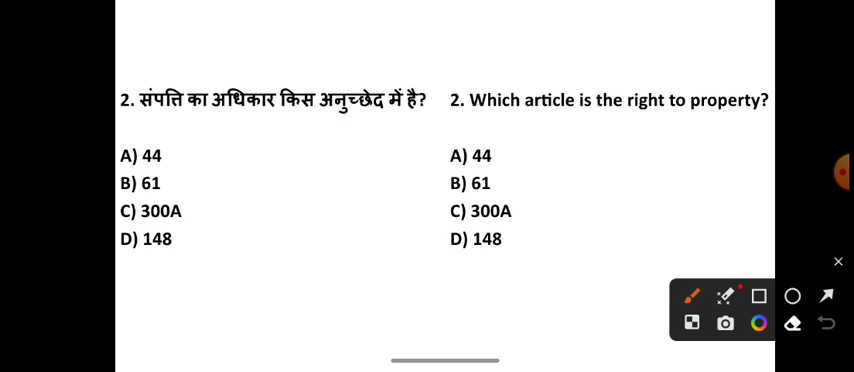 2. संपत्ति का अधिकार किस अनुच्छेद में है?
A) 44
B) 61
C) 300A
D) 148
2. Which article is the right to property?
A) 44
B) 61
C) 300A
D) 148